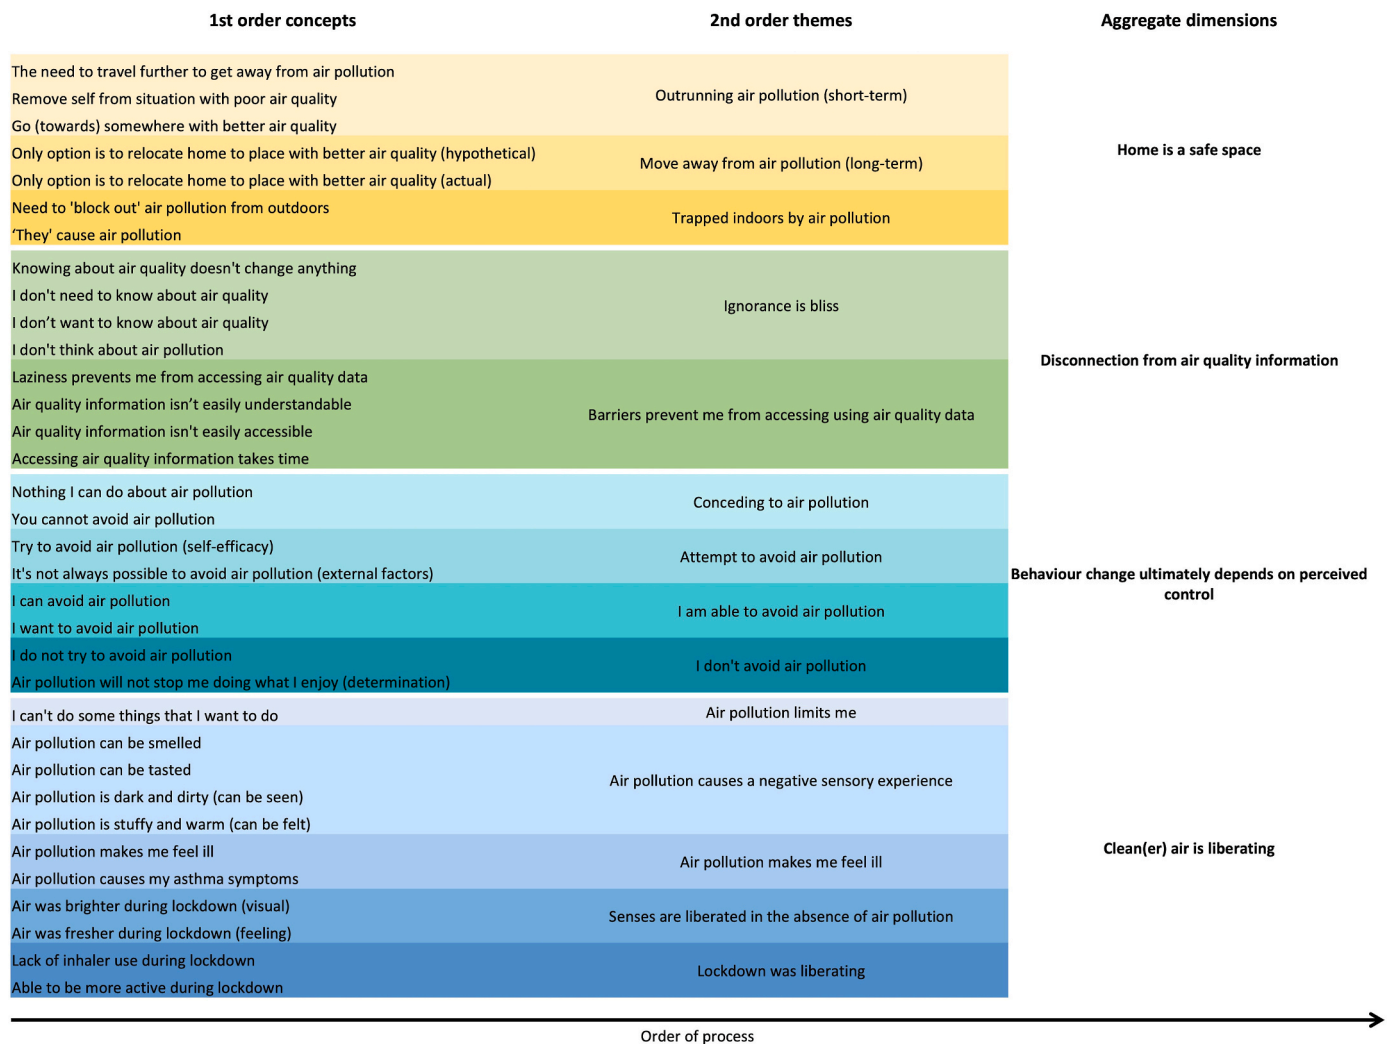 1st order concepts
2nd order themes
Aggregate dimensions
The need to travel further to get away from air pollution
Remove self from situation with poor air quality
Go (towards) somewhere with better air quality
Outrunning air pollution (short-term)
Only option is to relocate home to place with better air quality (hypothetical)
Only option is to relocate home to place with better air quality (actual)
Move away from air pollution (long-term)
Need to 'block out' air pollution from outdoors
‘They' cause air pollution
Trapped indoors by air pollution
Home is a safe space
Knowing about air quality doesn't change anything
I don't need to know about air quality
I don’t want to know about air quality
I don't think about air pollution
Ignorance is bliss
Laziness prevents me from accessing air quality data
Air quality information isn’t easily understandable
Air quality information isn't easily accessible
Accessing air quality information takes time
Barriers prevent me from accessing using air quality data
Disconnection from air quality information
Nothing I can do about air pollution
You cannot avoid air pollution
Conceding to air pollution
Try to avoid air pollution (self-efficacy)
It's not always possible to avoid air pollution (external factors)
Attempt to avoid air pollution
I can avoid air pollution
I want to avoid air pollution
I am able to avoid air pollution
I do not try to avoid air pollution
Air pollution will not stop me doing what I enjoy (determination)
I don't avoid air pollution
Behaviour change ultimately depends on perceived
control
I can't do some things that I want to do
Air pollution limits me
Air pollution can be smelled
Air pollution can be tasted
Air pollution is dark and dirty (can be seen)
Air pollution is stuffy and warm (can be felt)
Air pollution causes a negative sensory experience
Air pollution makes me feel ill
Air pollution causes my asthma symptoms
Air pollution makes me feel ill
Air was brighter during lockdown (visual)
Air was fresher during lockdown (feeling)
Senses are liberated in the absence of air pollution
Lack of inhaler use during lockdown
Able to be more active during lockdown
Lockdown was liberating
Clean(er) air is liberating
Order of process